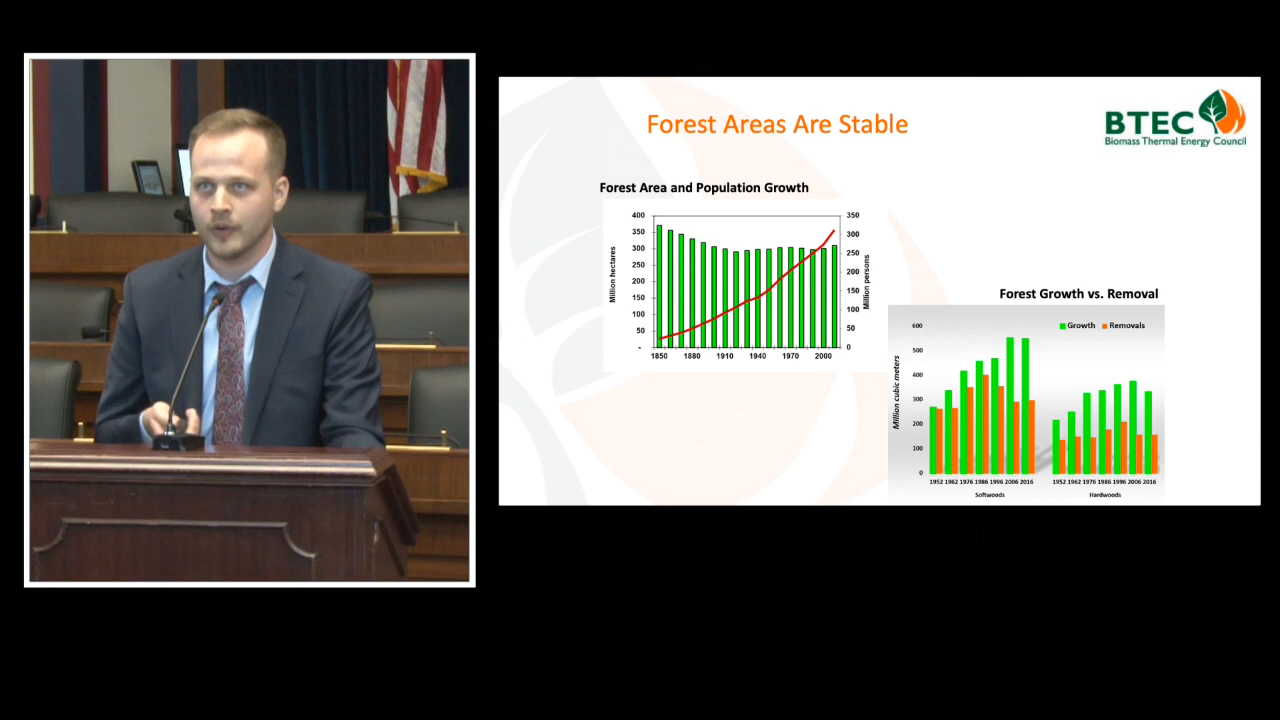 Forest Areas Are Stable
BTEC
Biomass Thermal Energy Council
Forest Area and Population Growth
400
350
300
250
200
150
100
50
-
Million hectares
350
300
250
200
150
100
50
0
Million persons
1850 1880 1910 1940 1970 2000
Forest Growth vs. Removal
Growth Removals
600
500
400
300
200
100
0
Million cubic meters
1952 1962 1976 1986 1996 2006 2016 1952 1962 1976 1986 1996 2006 2016
Softwoods Hardwoods